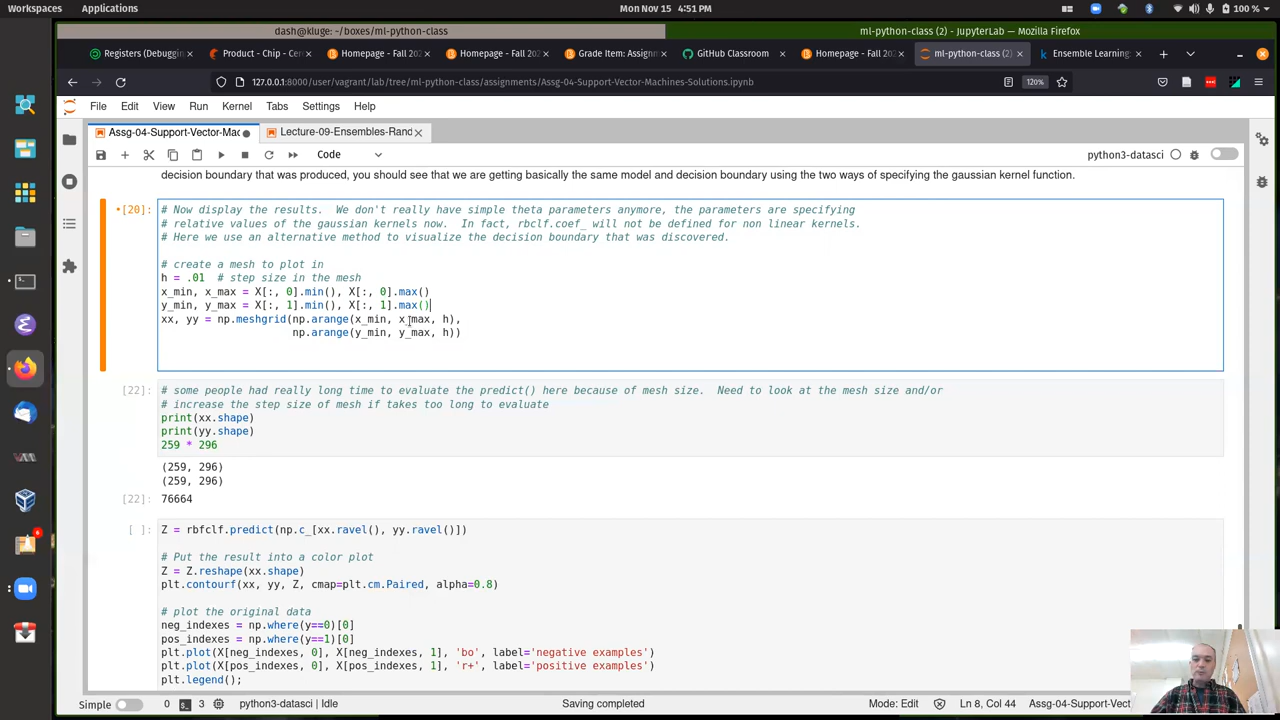 Workspaces Applications Mon Nov 15 4:51 PM 100 %
dash@kluge: ~/boxes/ml-python-class ml-python-class (2) - JupyterLab — Mozilla Firefox
Registers (Debuggin Product - Chip - Cer Homepage - Fall 202 Homepage - Fall 202 Grade Item: Assignm GitHub Classroom Homepage - Fall 202 ml-python-class (2) Ensemble Learning:
127.0.0.1:8000/user/vagrant/lab/tree/ml-python-class/assignments/Assg-04-Support-Vector-Machines-Solutions.ipynb 120%
File Edit View Run Kernel Tabs Settings Help
Assg-04-Support-Vector-Mac Lecture-09-Ensembles-Rand
Code python3-datasci
decision boundary that was produced, you should see that we are getting basically the same model and decision boundary using the two ways of specifying the gaussian kernel function.
[20]: # Now display the results. We don't really have simple theta parameters anymore, the parameters are specifying
# relative values of the gaussian kernels now. In fact, rbclf.coef_ will not be defined for non linear kernels.
# Here we use an alternative method to visualize the decision boundary that was discovered.
# create a mesh to plot in
h = .01 # step size in the mesh
x_min, x_max = X[:, 0].min(), X[:, 0].max()
y_min, y_max = X[:, 1].min(), X[:, 1].max()
xx, yy = np.meshgrid(np.arange(x_min, x_max, h),
np.arange(y_min, y_max, h))
[22]: # some people had really long time to evaluate the predict() here because of mesh size. Need to look at the mesh size and/or
# increase the step size of mesh if takes too long to evaluate
print(xx.shape)
print(yy.shape)
259 * 296
(259, 296)
(259, 296)
[22]: 76664
[ ]: Z = rbfclf.predict(np.c_[xx.ravel(), yy.ravel()])
# Put the result into a color plot
Z = Z.reshape(xx.shape)
plt.contourf(xx, yy, Z, cmap=plt.cm.Paired, alpha=0.8)
# plot the original data
neg_indexes = np.where(y==0)[0]
pos_indexes = np.where(y==1)[0]
plt.plot(X[neg_indexes, 0], X[neg_indexes, 1], 'bo', label='negative examples')
plt.plot(X[pos_indexes, 0], X[pos_indexes, 1], 'r+', label='positive examples')
plt.legend();
Simple 0 3 python3-datasci | Idle Saving completed Mode: Edit Ln 8, Col 44 Assg-04-Support-Vect